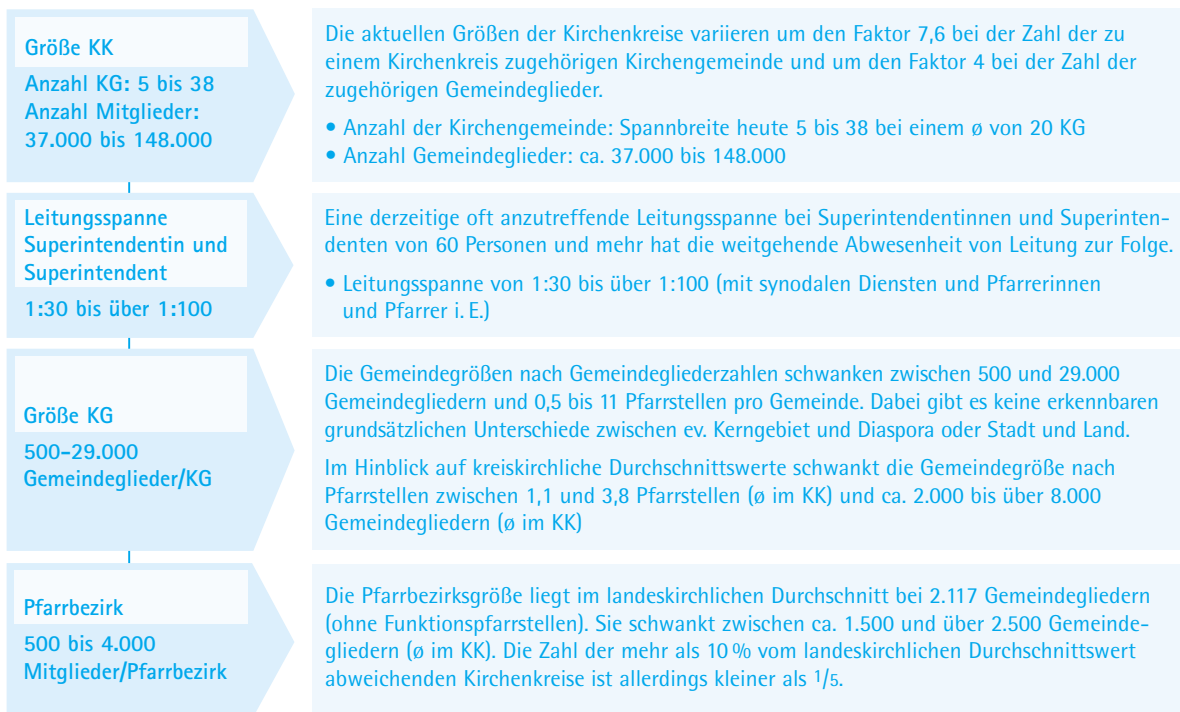 Größe KK
Anzahl KG: 5 bis 38
Anzahl Mitglieder:
37.000 bis 148.000
Die aktuellen Größen der Kirchenkreise variieren um den Faktor 7,6 bei der Zahl der zu
einem Kirchenkreis zugehörigen Kirchengemeinde und um den Faktor 4 bei der Zahl der
zugehörigen Gemeindeglieder.
• Anzahl der Kirchengemeinde: Spannbreite heute 5 bis 38 bei einem ø von 20 KG
• Anzahl Gemeindeglieder: ca. 37.000 bis 148.000
Leitungsspanne
Superintendentin und
Superintendent
1:30 bis über 1:100
Eine derzeitige oft anzutreffende Leitungsspanne bei Superintendentinnen und Superinten-
denten von 60 Personen und mehr hat die weitgehende Abwesenheit von Leitung zur Folge.
• Leitungsspanne von 1:30 bis über 1:100 (mit synodalen Diensten und Pfarrerinnen
und Pfarrer i. E.)
Größe KG
500-29.000
Gemeindeglieder/KG
Die Gemeindegrößen nach Gemeindegliederzahlen schwanken zwischen 500 und 29.000
Gemeindegliedern und 0,5 bis 11 Pfarrstellen pro Gemeinde. Dabei gibt es keine erkennbaren
grundsätzlichen Unterschiede zwischen ev. Kerngebiet und Diaspora oder Stadt und Land.
Im Hinblick auf kreiskirchliche Durchschnittswerte schwankt die Gemeindegröße nach
Pfarrstellen zwischen 1,1 und 3,8 Pfarrstellen (ø im KK) und ca. 2.000 bis über 8.000
Gemeindegliedern (ø im KK)
Pfarrbezirk
500 bis 4.000
Mitglieder/Pfarrbezirk
Die Pfarrbezirksgröße liegt im landeskirchlichen Durchschnitt bei 2.117 Gemeindegliedern
(ohne Funktionspfarrstellen). Sie schwankt zwischen ca. 1.500 und über 2.500 Gemeinde-
gliedern (ø im KK). Die Zahl der mehr als 10 % vom landeskirchlichen Durchschnittswert
abweichenden Kirchenkreise ist allerdings kleiner als 1/5.